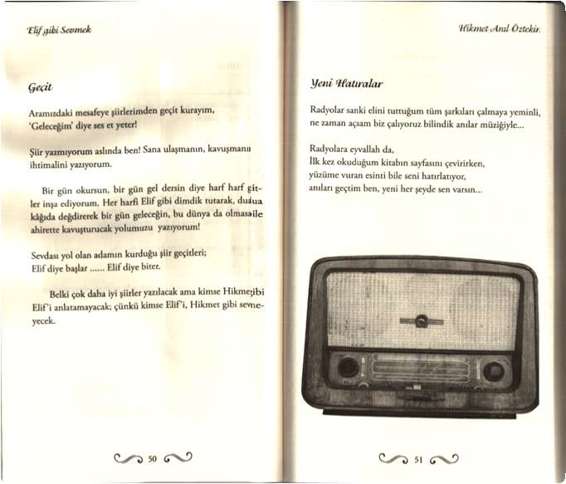 Elif gibi Sevmek
Geçit
Aramızdaki mesafeye şiirlerimden geçit kurayım,
'Geleceğim' diye ses et yeter!
Şiir yazmıyorum aslında ben! Sana ulaşmanın, kavuşmanın
ihtimalini yazıyorum.
Bir gün okursun, bir gün gel dersin diye harf harf şiir-
ler inşa ediyorum. Her harfi Elif gibi dimdik tutarak,
kâğıda değdirerek bir gün geleceğin, bu dünya da olmasa
ahirette kavuşturucak yolumuzu yazıyorum!
Sevdası yol olan adamın kurduğu şiir geçitleri;
Elif diye başlar ...... Elif diye biter.
Belki çok daha iyi şiirler yazılacak ama kimse
Elif'i anlatamayacak; çünkü kimse Elif'i, Hikmet gibi sevme-
yecek.
50
Hikmet Anıl Öztekin
Yeni Hatıralar
Radyolar sanki elini tuttuğum tüm şarkıları çalmaya yeminli,
ne zaman açsam biz çalıyoruz bilindik anılar müziğiyle...
Radyolara eyvallah da,
İlk kez okuduğum kitabın sayfasını çevirirken,
yüzüme vuran esinti bile seni hatırlatıyor,
anıları geçtim ben, yeni her şeyde sen varsın...
51